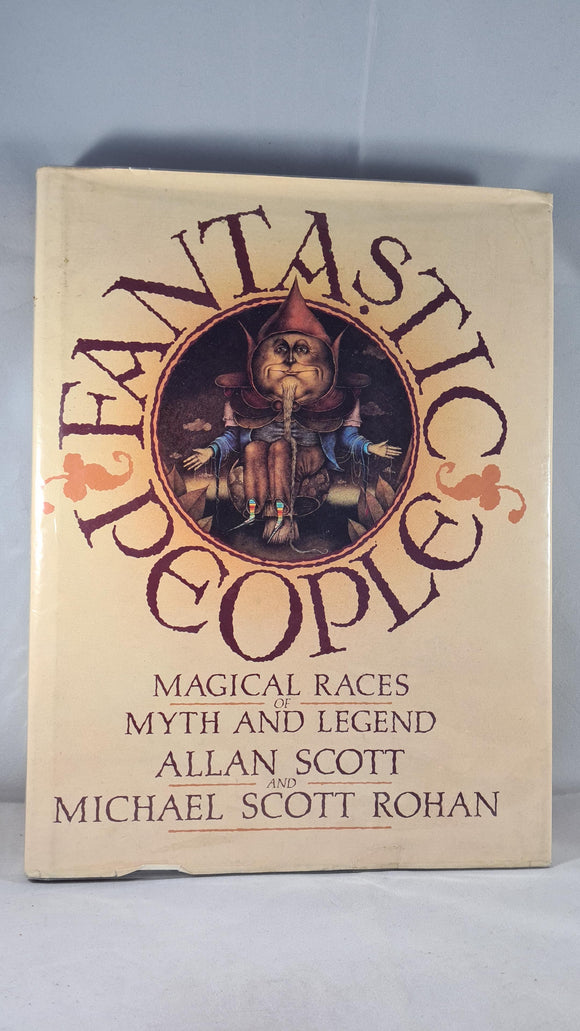 FANTASTIC
PEOPLE
MAGICAL RACES
OF
MYTH AND LEGEND
ALLAN SCOTT
AND
MICHAEL SCOTT ROHAN